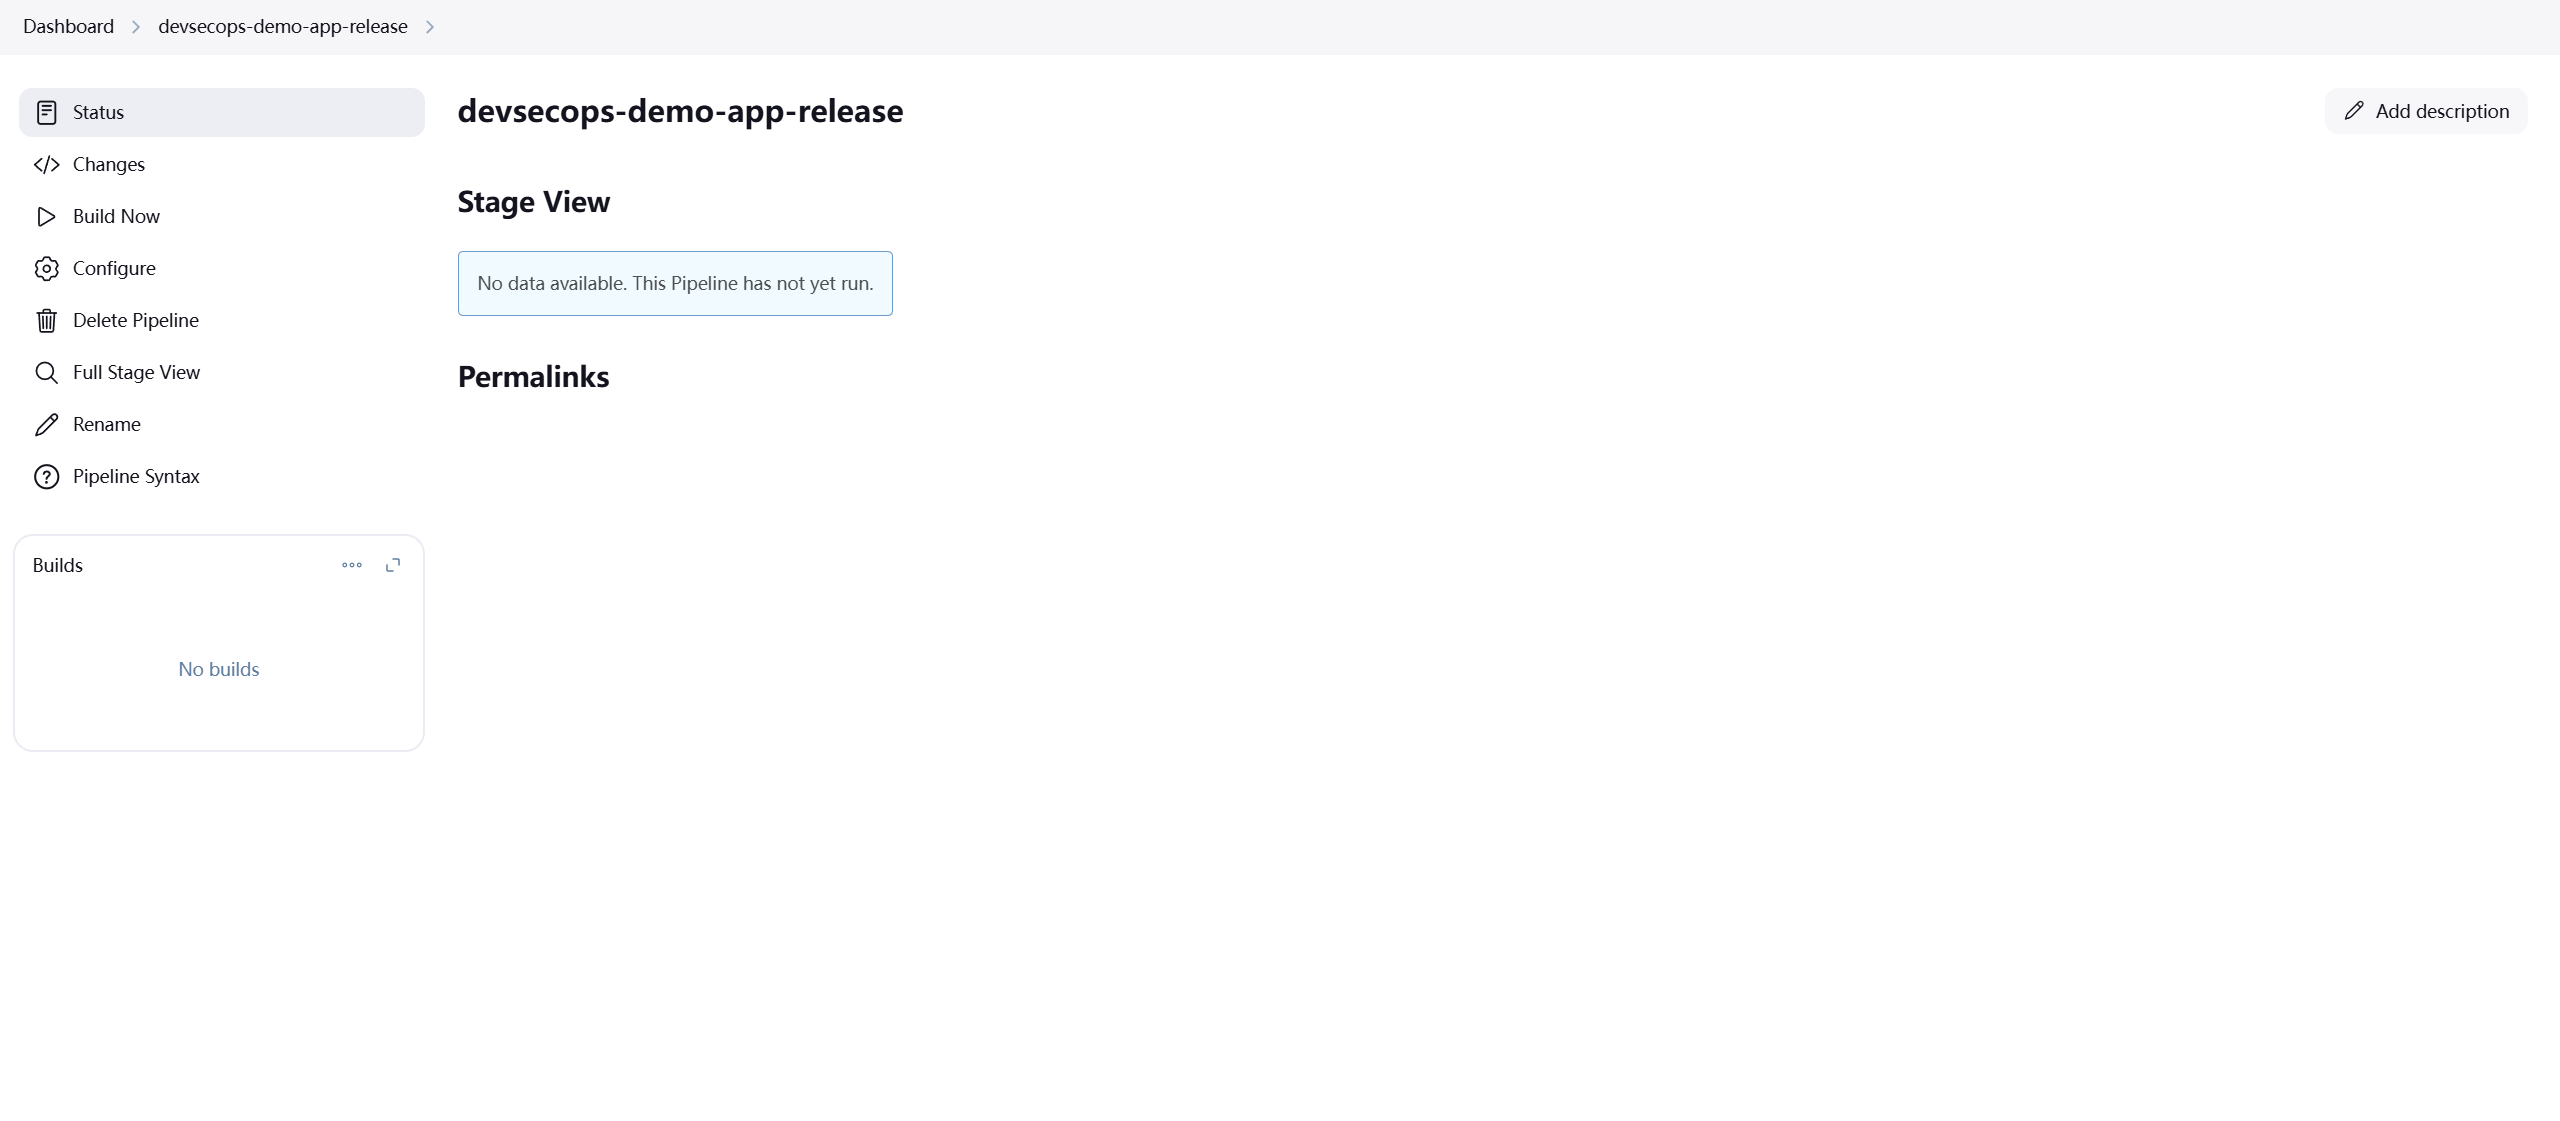 Dashboard
devsecops-demo-app-release
Status
Changes
Build Now
Configure
Delete Pipeline
Full Stage View
Rename
Pipeline Syntax
Builds
No builds
devsecops-demo-app-release
Add description
Stage View
No data available. This Pipeline has not yet run.
Permalinks